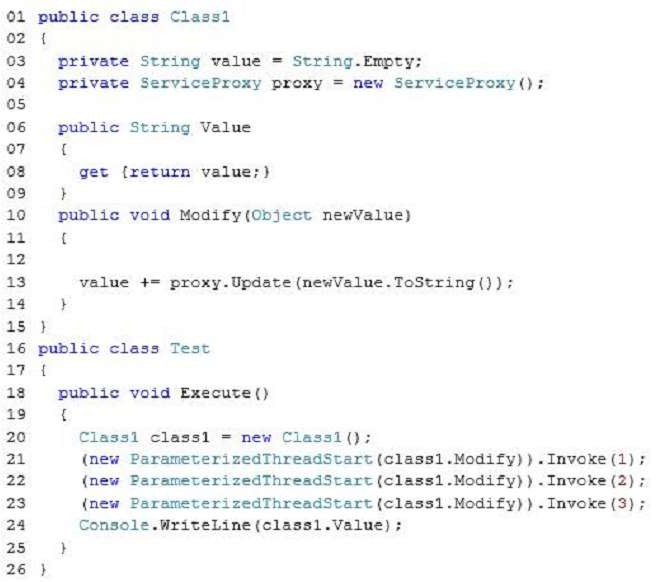 01 public class Class1
02 {
03 private String value = String.Empty;
04 private ServiceProxy proxy = new ServiceProxy();
05
06 public String Value
07 {
08 get {return value;}
09 }
10 public void Modify(Object newValue)
11 {
12
13 value += proxy.Update(newValue.ToString());
14 }
15 }
16 public class Test
17 {
18 public void Execute()
19 {
20 Class1 class1 = new Class1();
21 (new ParameterizedThreadStart(class1.Modify)).Invoke(1);
22 (new ParameterizedThreadStart(class1.Modify)).Invoke(2);
23 (new ParameterizedThreadStart(class1.Modify)).Invoke(3);
24 Console.WriteLine(class1.Value);
25 }
26 }